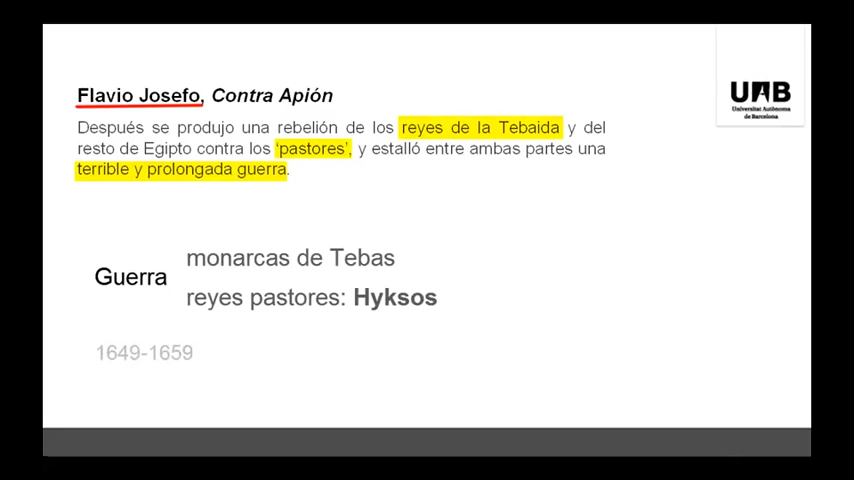 Flavio Josefo, Contra Apión
Después se produjo una rebelión de los reyes de la Tebaida y del
resto de Egipto contra los 'pastores', y estalló entre ambas partes una
terrible y prolongada guerra.
UAB
Universitat Autònoma
de Barcelona
monarcas de Tebas
Guerra
reyes pastores: Hyksos
1649-1659